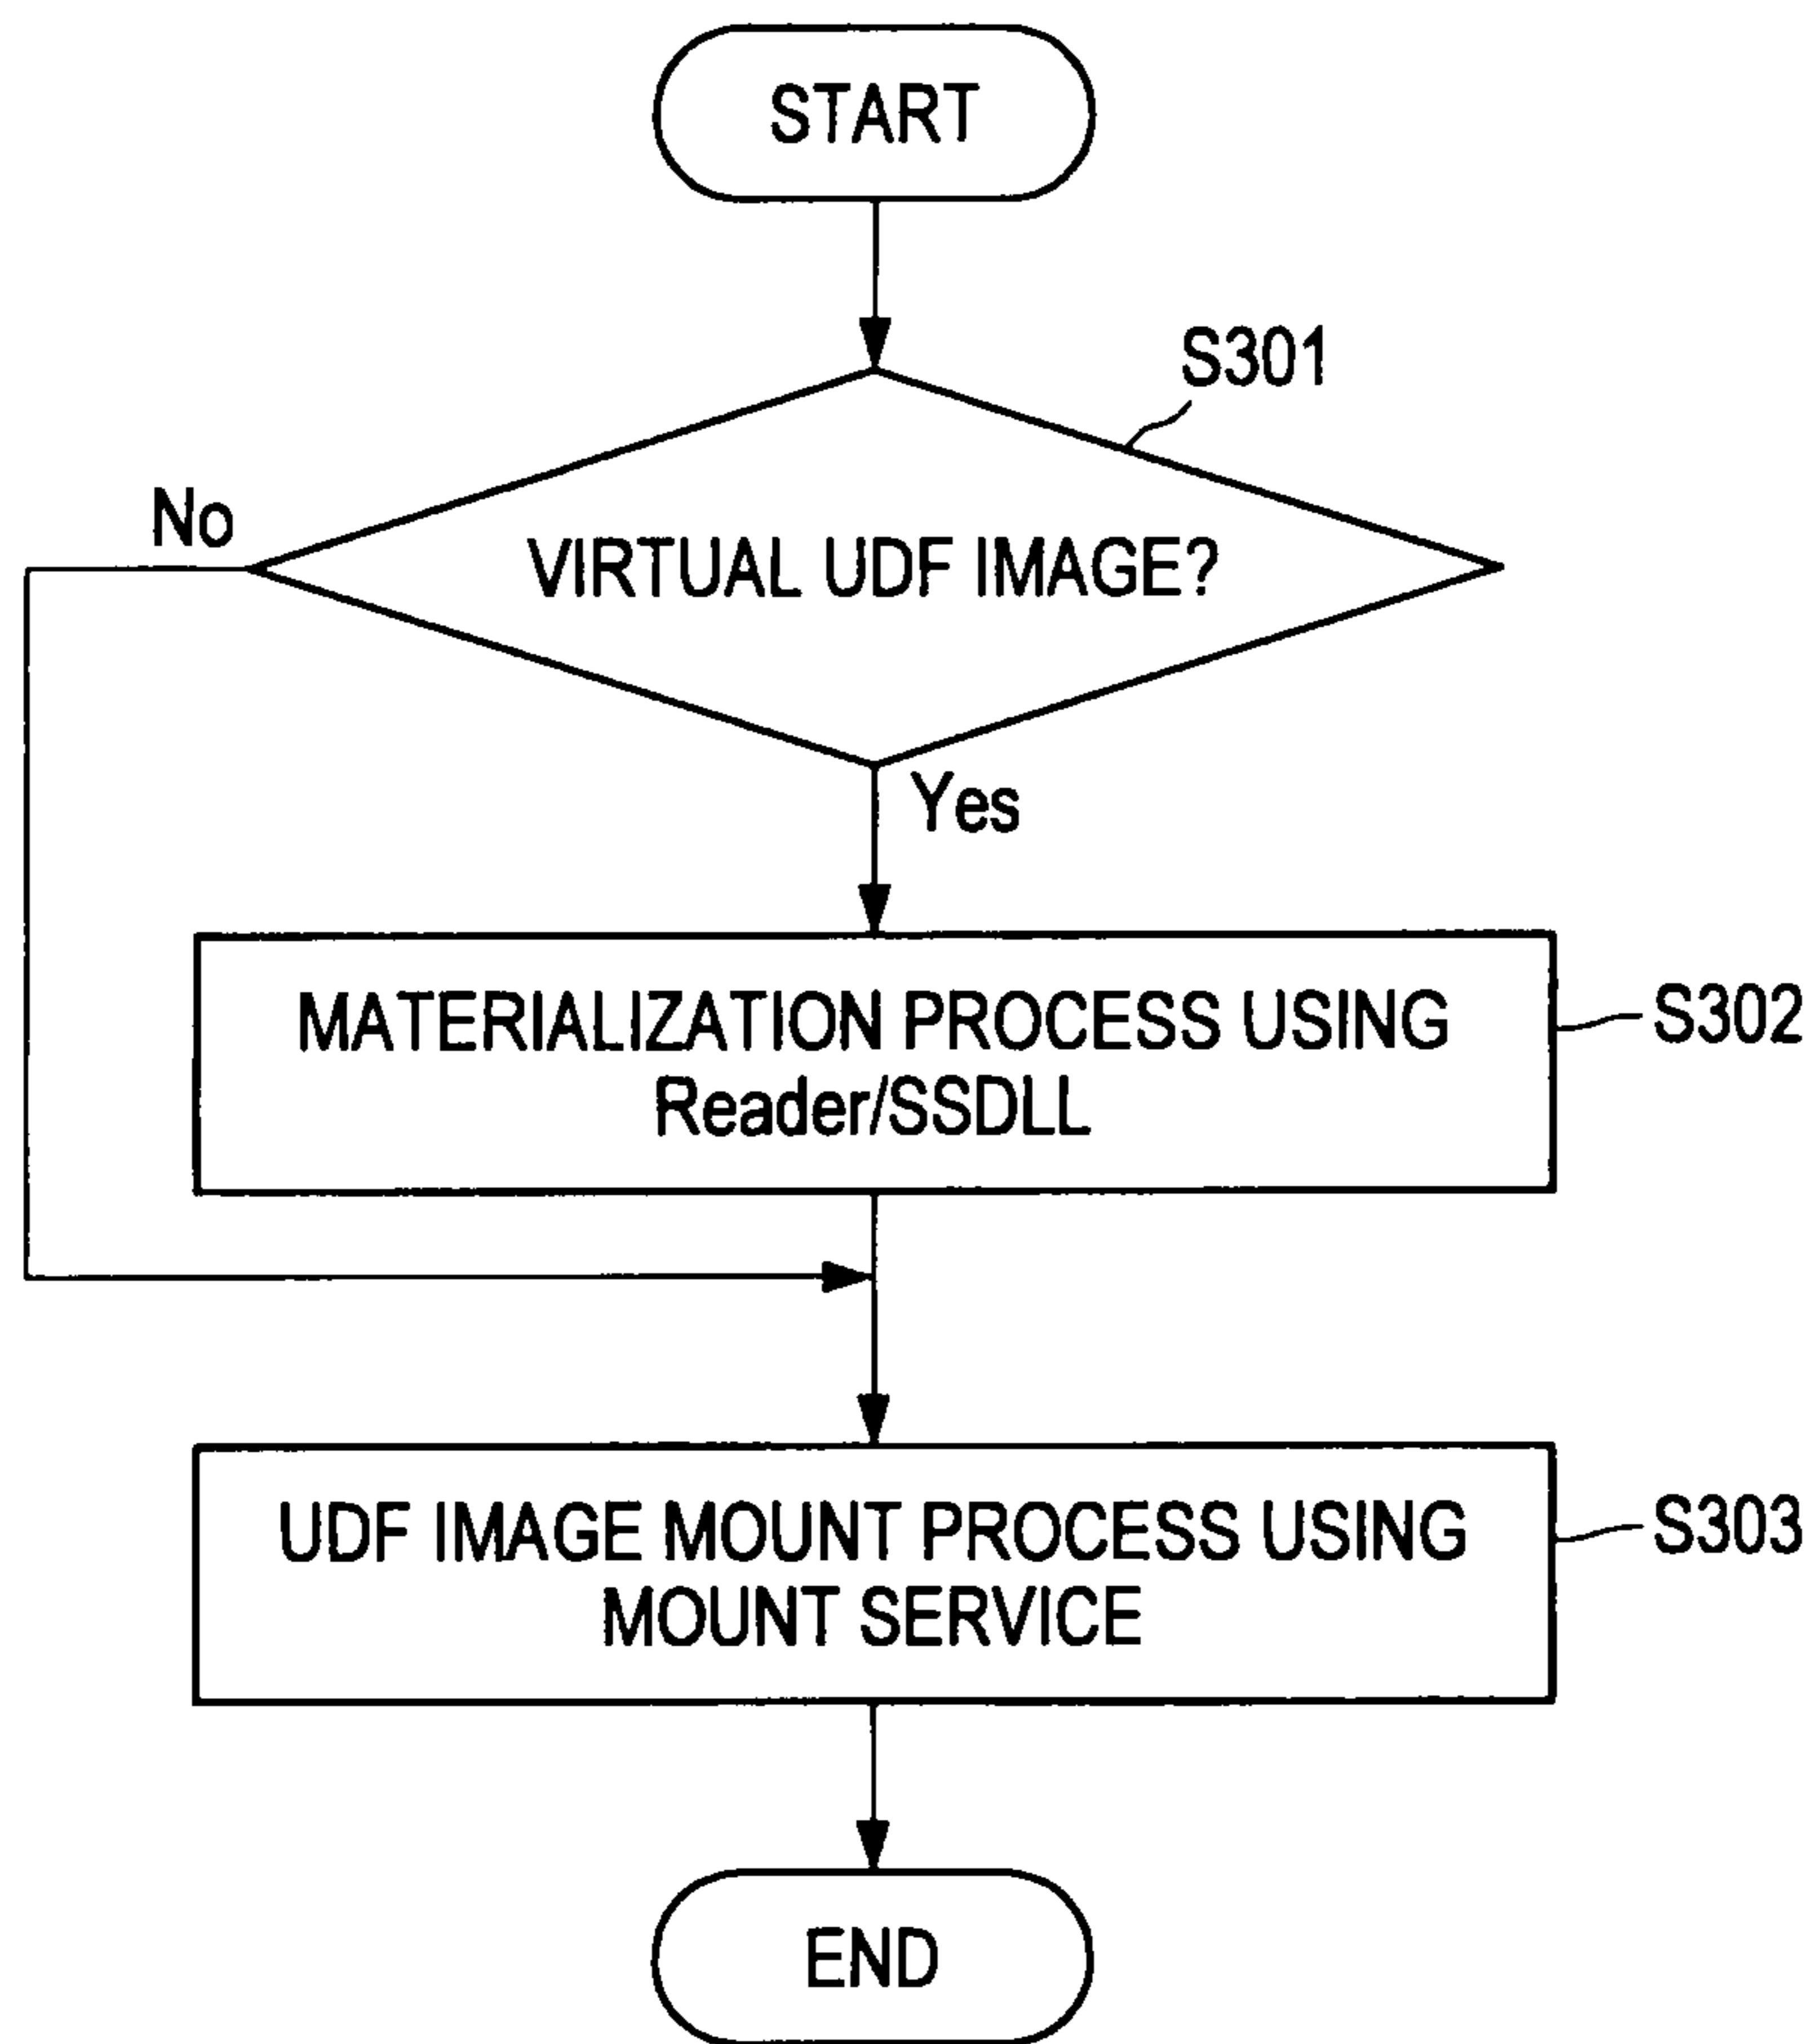 START
S301
No
VIRTUAL UDF IMAGE?
Yes
MATERIALIZATION PROCESS USING
Reader/SSDLL
S302
UDF IMAGE MOUNT PROCESS USING
MOUNT SERVICE
S303
END